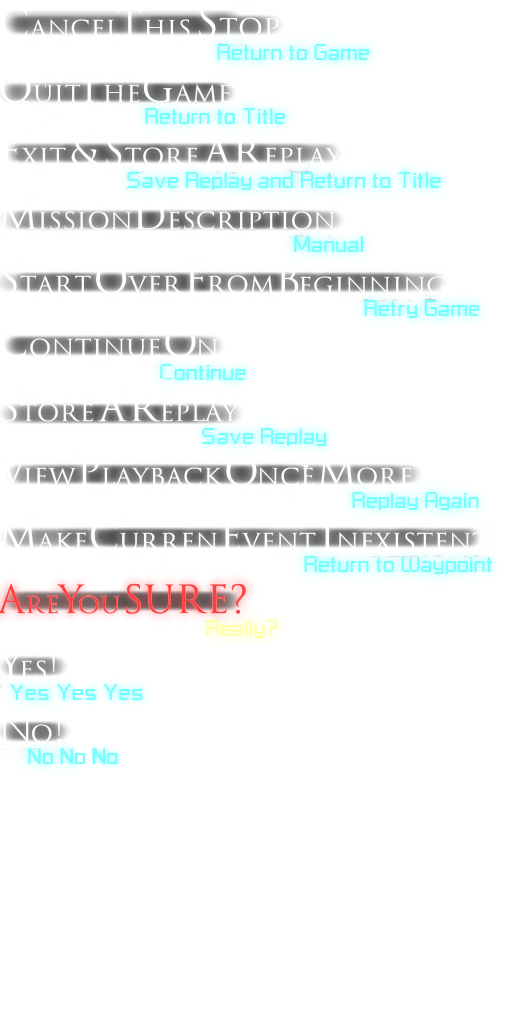 Cancel This Stop
Return to Game
Quit The Game
Return to Title
Exit & Store A Replay
Save Replay and Return to Title
Mission Description
Manual
Start Over From Beginning
Retry Game
Continue On
Continue
Store A Replay
Save Replay
View Playback Once More
Replay Again
Make Curren Event Inexistent
Return to Waypoint
Are You SURE?
Really?
Yes!
Yes Yes Yes
No!
No No No